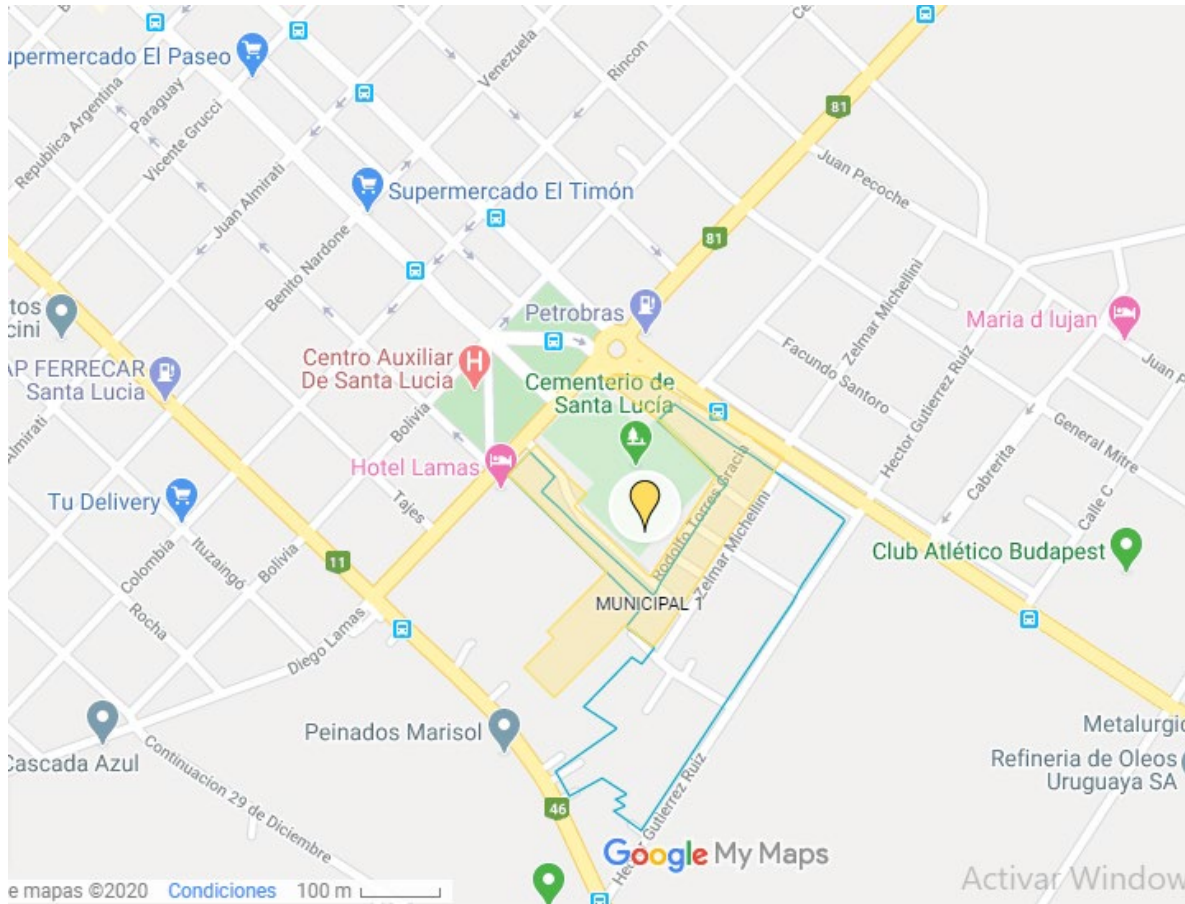 upermercado El Paseo
Venezuela
Rincon
81
Republica Argentina
Paraguay
Vicente Grucci
Juan Almirati
Juan Pecoche
Supermercado El Timón
Benito Nardone
81
Petrobras
Maria d lujan
Zelmar Michellini
Hector Gutierrez Ruiz
Facundo Santoro
Juan P
tos
cini
AP FERRECAR
Santa Lucia
Centro Auxiliar
De Santa Lucia
Cementerio de
Santa Lucía
Bolivia
Almirati
Hotel Lamas
General Mitre
Cabrerita
Calle C
Tajes
Tu Delivery
Rodolfo Torres Gracia
Zelmar Michellini
Club Atlético Budapest
11
Colombia
Ituzaingó
Bolivia
MUNICIPAL 1
Rocha
Diego Lamas
Peinados Marisol
Metalurgic
Cascada Azul
Refineria de Oleos
Uruguaya SA
Continuacion 29 de Diciembre
46
Hector Gutierrez Ruiz
Google My Maps
Activar Window
e mapas ©2020 Condiciones 100 m